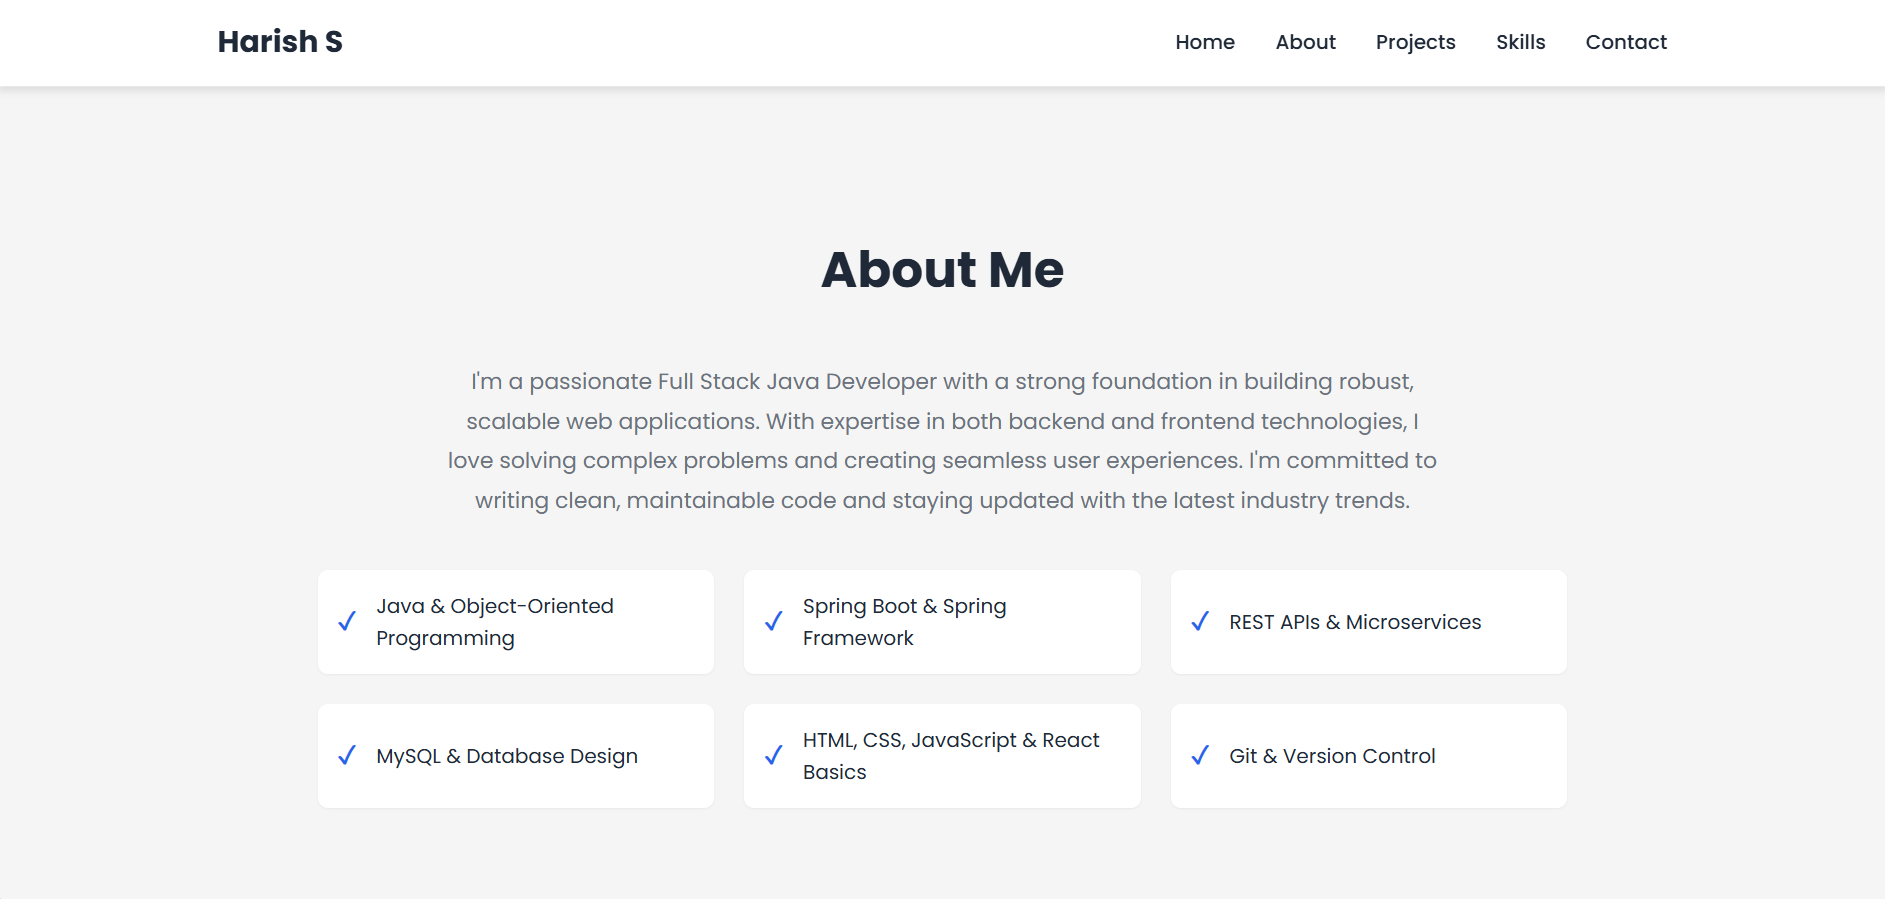 Harish S
Home About Projects Skills Contact
About Me
I'm a passionate Full Stack Java Developer with a strong foundation in building robust,
scalable web applications. With expertise in both backend and frontend technologies, I
love solving complex problems and creating seamless user experiences. I'm committed to
writing clean, maintainable code and staying updated with the latest industry trends.
✓ Java & Object-Oriented
Programming
✓ Spring Boot & Spring
Framework
✓ REST APIs & Microservices
✓ MySQL & Database Design
✓ HTML, CSS, JavaScript & React
Basics
✓ Git & Version Control